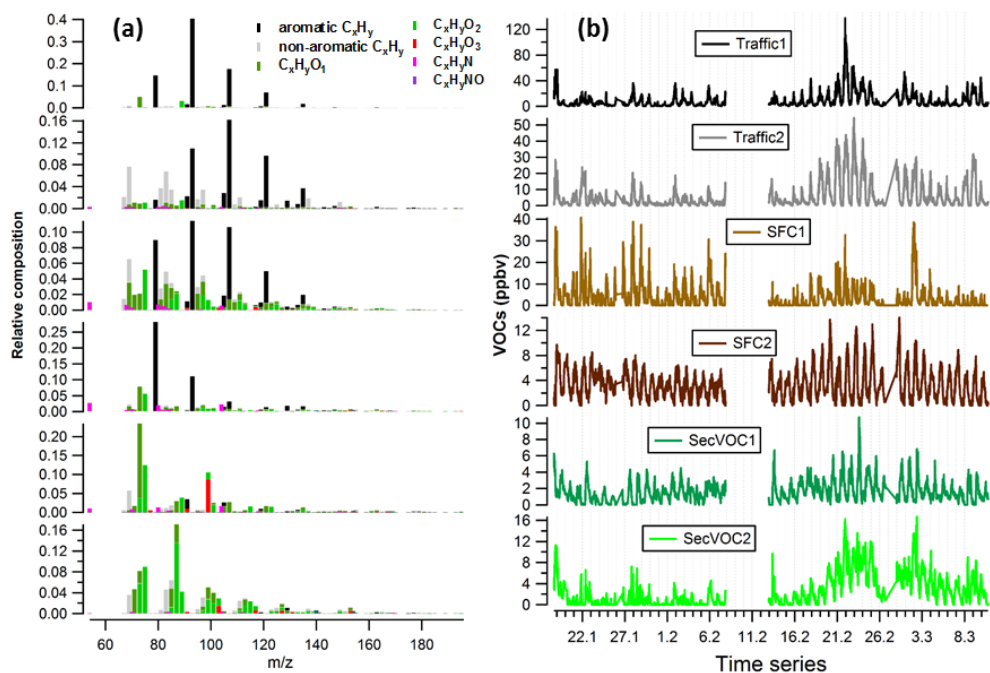 (a)
aromatic CxHy
non-aromatic CxHy
CxHyO1
CxHyO2
CxHyO3
CxHyN
CxHyNO
Relative composition
0.4
0.3
0.2
0.1
0.0
0.16
0.12
0.08
0.04
0.00
0.10
0.08
0.06
0.04
0.02
0.00
0.25
0.20
0.15
0.10
0.05
0.00
0.20
0.15
0.10
0.05
0.00
0.16
0.12
0.08
0.04
0.00
60 80 100 120 140 160 180
m/z
(b)
VOCs (ppbv)
Traffic1
120
80
40
0
Traffic2
50
40
30
20
10
0
SFC1
40
30
20
10
0
SFC2
12
8
4
0
SecVOC1
10
8
6
4
2
0
SecVOC2
16
12
8
4
0
22.1 27.1 1.2 6.2 11.2 16.2 21.2 26.2 3.3 8.3
Time series